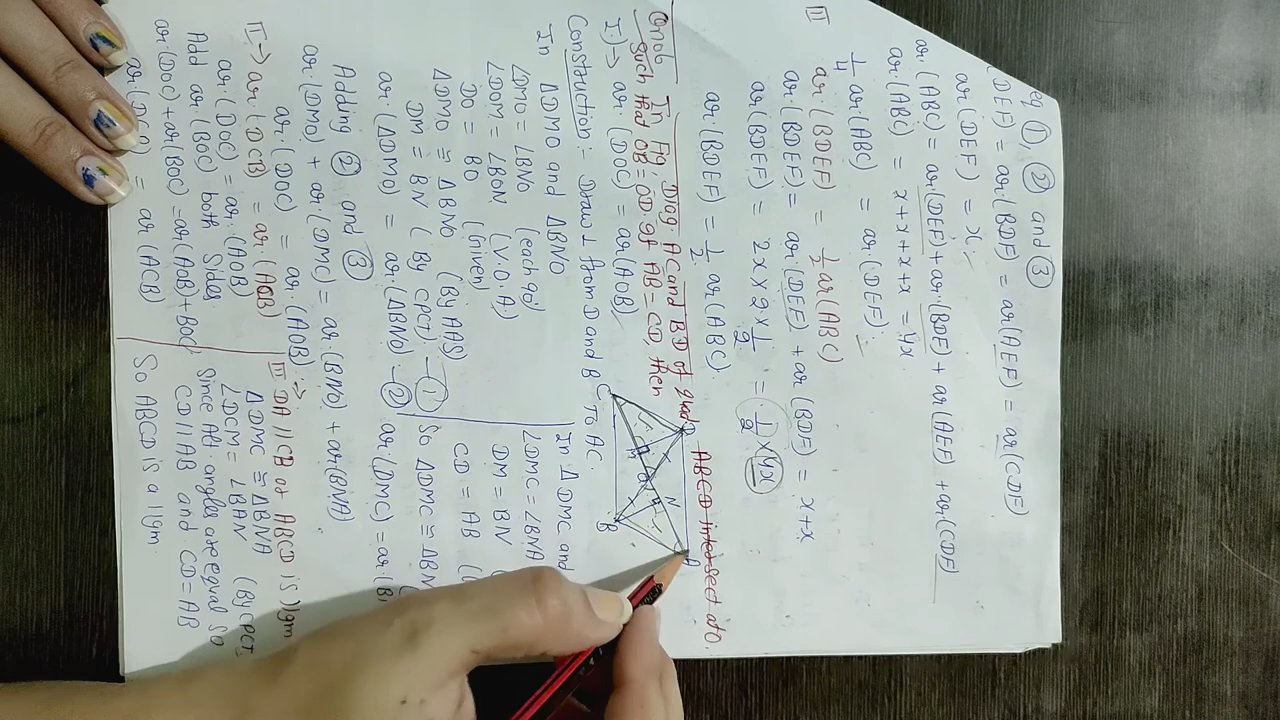 eq ①, ② and ③
(DEF) = ar(BDF) = ar(AEF) = ar(CDF)
ar(DEF) = x
ar(ABC) = ar(DEF) + ar(BDE) + ar(AEF) + ar(CDF)
ar(ABC) = x+x+x+x = 4x
1/4 ar(ABC) = ar(DEF)
III ar(BDEF) = 1/2 ar(ABC)
ar(BDEF) = ar(DEF) + ar(BDF) = x+x
ar(BDEF) = 2x × 2 × 1/2 = 1/2 × 4x
ar(BDEF) = 1/2 ar(ABC)
Qno6 In Fig, Diag. AC and BD of quad ABCD intersect at O.
such that OB = OD. If AB = CD, then
I)→ ar(DOC) = ar(AOB)
Construction:- Draw ⊥ from D and B To AC.
In ΔDMO and ΔBNO
∠DMO = ∠BNO (each 90°)
∠DOM = ∠BON (V.O.A)
DO = BO (Given)
ΔDMO ≅ ΔBNO (By AAS)
DM = BN (By CPCT) —①
ar(ΔDMO) = ar(ΔBNO) —②
In ΔDMC and
∠DMC = ∠BNA
DM = BN
CD = AB
So ΔDMC ≅ ΔBN
ar(DMC) = ar(B
Adding ② and ③
ar(DMO) + ar(DMC) = ar(BNO) + ar(BNA)
ar(DOC) = ar(AOB)
II→ ar(DCB) = ar(AOB)
ar(DOC) = ar(AOB)
Add ar(BOC) both sides
ar(DOC) + ar(BOC) = ar(AOB) + BOC
ar(DCB) = ar(ACB)
III→ DA || CB or ABCD is ||gm
ΔDMC ≅ ΔBNA
∠DCM = ∠BAN (By CPCT
Since Alt. angles are equal So
CD || AB and CD = AB
So ABCD is a ||gm
C
D
M
O
N
B
A